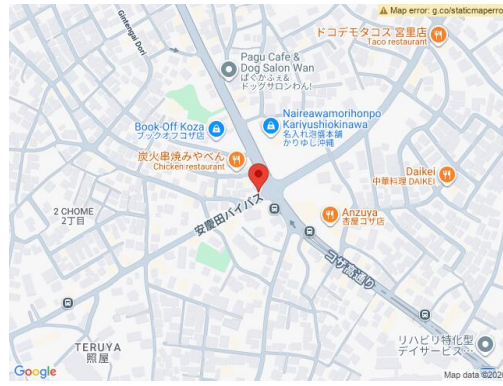 Map error: g.co/staticmaperro
Gintengai Dori
ドコデモタコス 宮里店
Taco restaurant
Pagu Cafe &
Dog Salon Wan
ぱぐかふぇ&
ドッグサロンわん!
Book-Off Koza
ブックオフコザ店
Naireawamorihonpo
Kariyushiokinawa
名入れ泡盛本舗
かりゆし沖縄
炭火串焼みやべん
Chicken restaurant
Daikei
中華料理 DAIKEI
2 CHOME
2丁目
安慶田バイパス
Anzuya
杏屋コザ店
コザ高通り
TERUYA
照屋
リハビリ特化型
デイサービス...
Google
Map data ©202